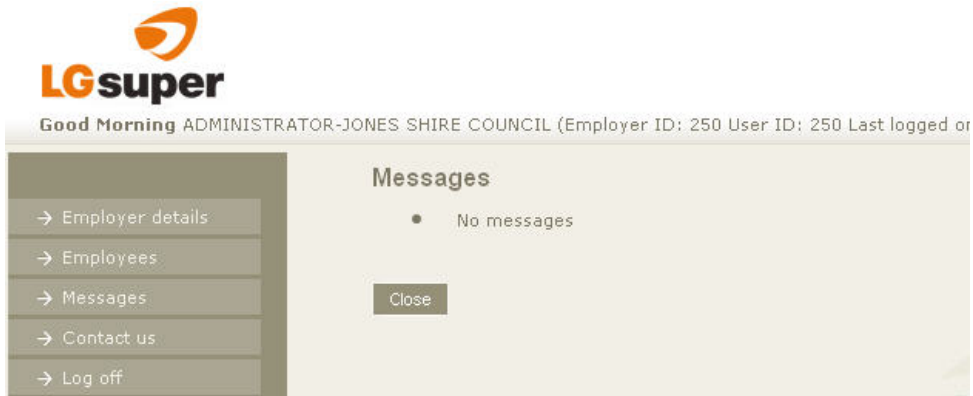 LGsuper
Good Morning ADMINISTRATOR-JONES SHIRE COUNCIL (Employer ID: 250 User ID: 250 Last logged on
Messages
• No messages
Close
→ Employer details
→ Employees
→ Messages
→ Contact us
→ Log off